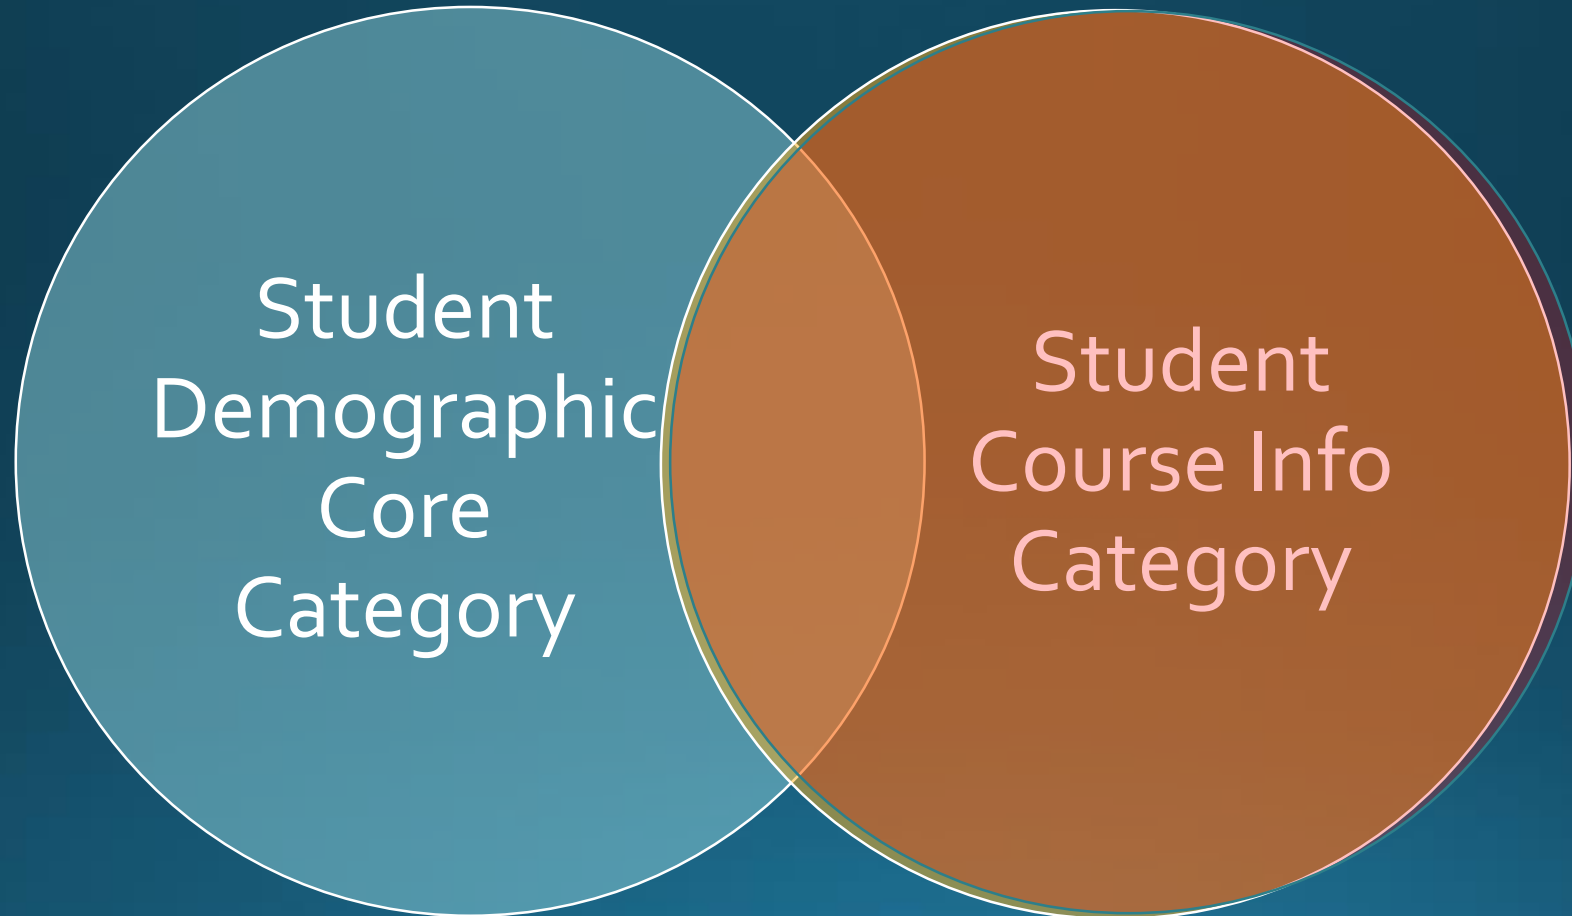 Student
Demographic
Core
Category
Student
Course Info
Category